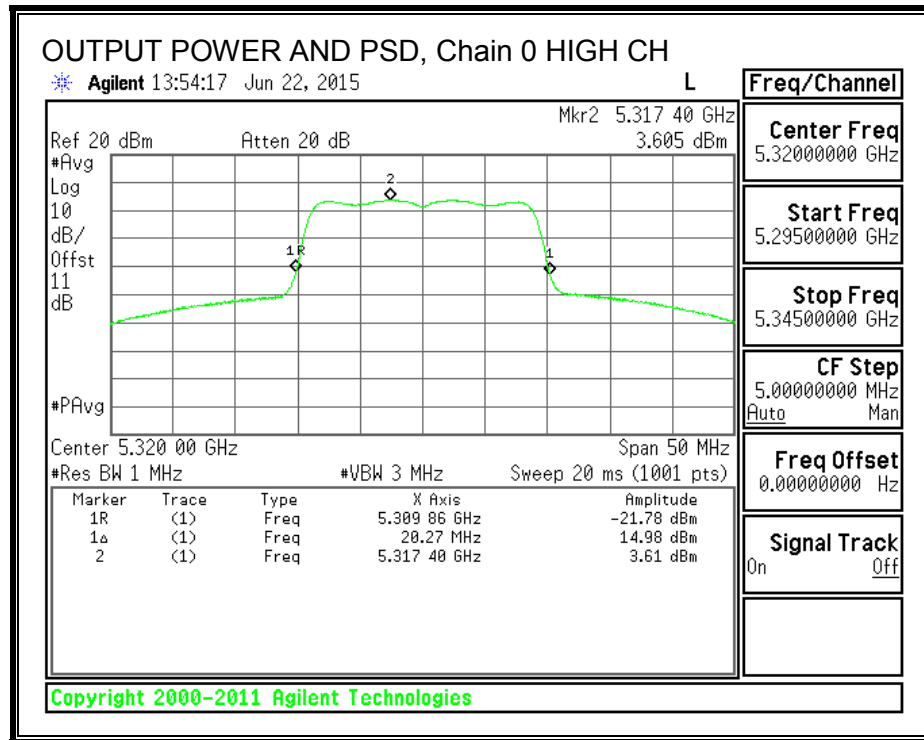 OUTPUT POWER AND PSD, Chain 0 HIGH CH
Agilent 13:54:17 Jun 22, 2015 L
Freq/Channel
Mkr2 5.317 40 GHz
Ref 20 dBm Atten 20 dB 3.605 dBm
#Avg
Log
10
dB/
Offst
11
dB
#PAvg
2
1R
1
Center 5.320 00 GHz Span 50 MHz
#Res BW 1 MHz #VBW 3 MHz Sweep 20 ms (1001 pts)
Marker Trace Type X Axis Amplitude
1R (1) Freq 5.309 86 GHz -21.78 dBm
1Δ (1) Freq 20.27 MHz 14.98 dBm
2 (1) Freq 5.317 40 GHz 3.61 dBm
Center Freq
5.32000000 GHz
Start Freq
5.29500000 GHz
Stop Freq
5.34500000 GHz
CF Step
5.00000000 MHz
Auto Man
Freq Offset
0.00000000 Hz
Signal Track
On Off
Copyright 2000-2011 Agilent Technologies